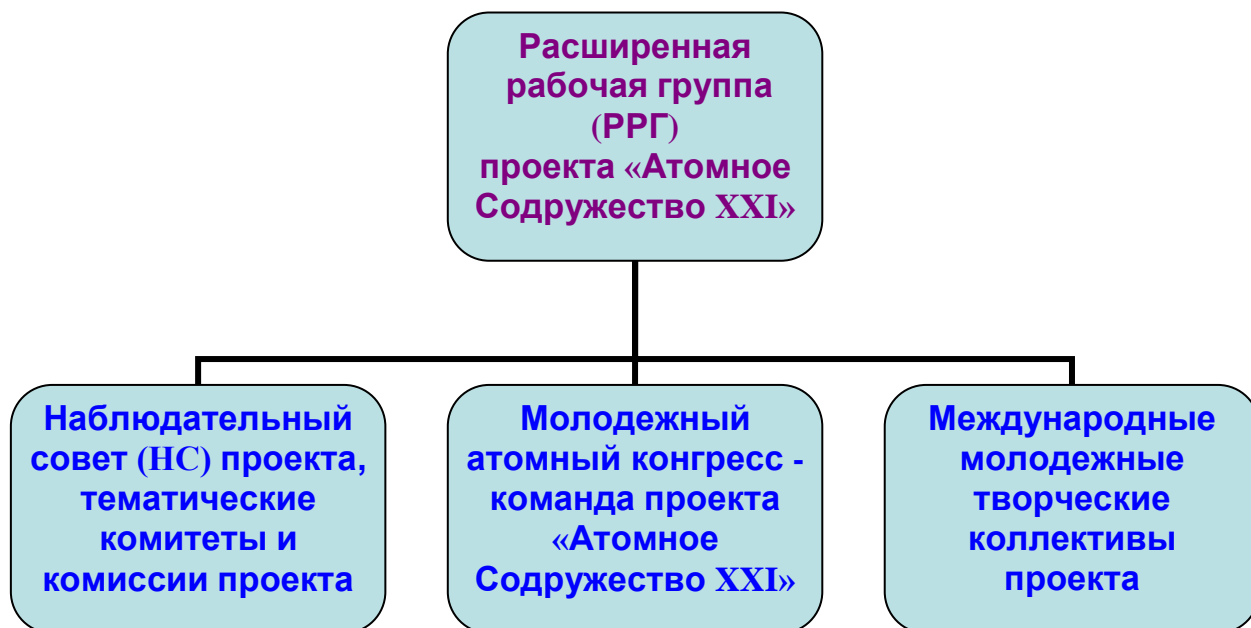 Расширенная
рабочая группа
(РРГ)
проекта «Атомное
Содружество XXI»
Наблюдательный
совет (НС) проекта,
тематические
комитеты и
комиссии проекта
Молодежный
атомный конгресс -
команда проекта
«Атомное
Содружество XXI»
Международные
молодежные
творческие
коллективы
проекта